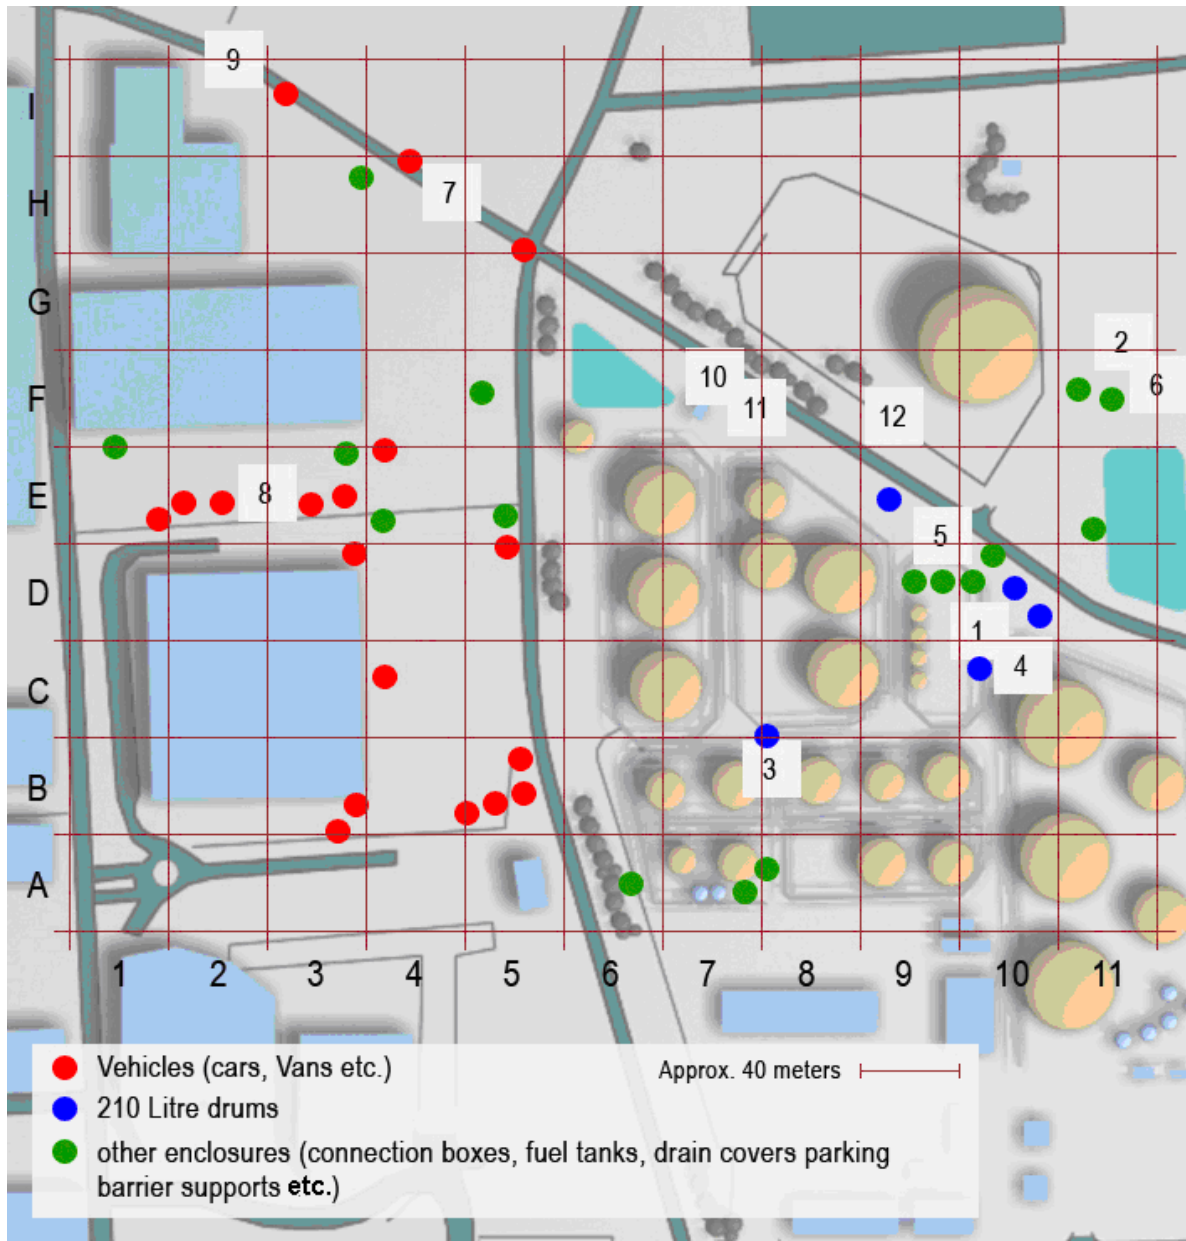 9
I
7
H
G
2
10
6
F
11
12
8
E
5
D
1
4
C
3
B
A
1 2 3 4 5 6 7 8 9 10 11
Vehicles (cars, Vans etc.)
Approx. 40 meters
210 Litre drums
other enclosures (connection boxes, fuel tanks, drain covers parking
barrier supports etc.)